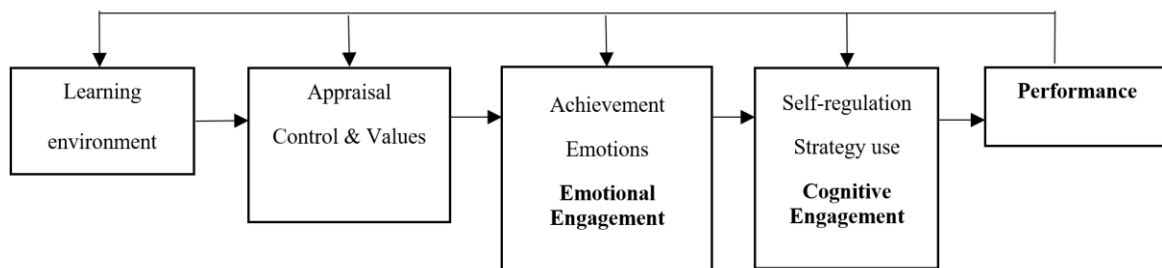 Learning
environment
Appraisal
Control & Values
Achievement
Emotions
Emotional
Engagement
Self-regulation
Strategy use
Cognitive
Engagement
Performance